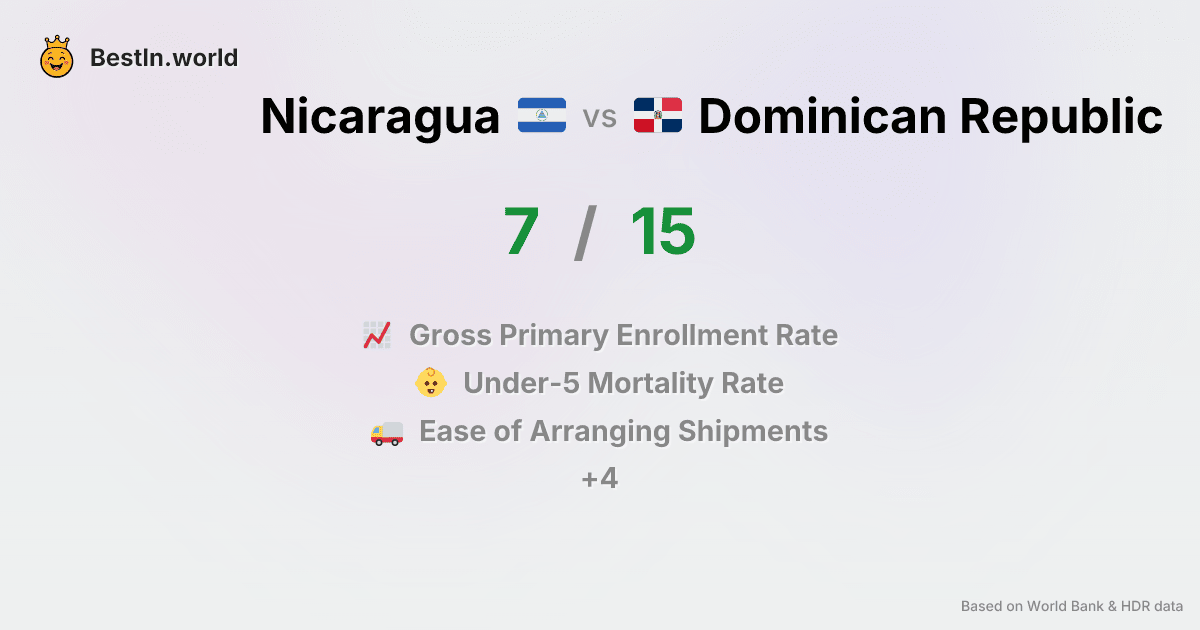 BestIn.world
Nicaragua vs Dominican Republic
7 / 15
Gross Primary Enrollment Rate
Under-5 Mortality Rate
Ease of Arranging Shipments
+4
Based on World Bank & HDR data